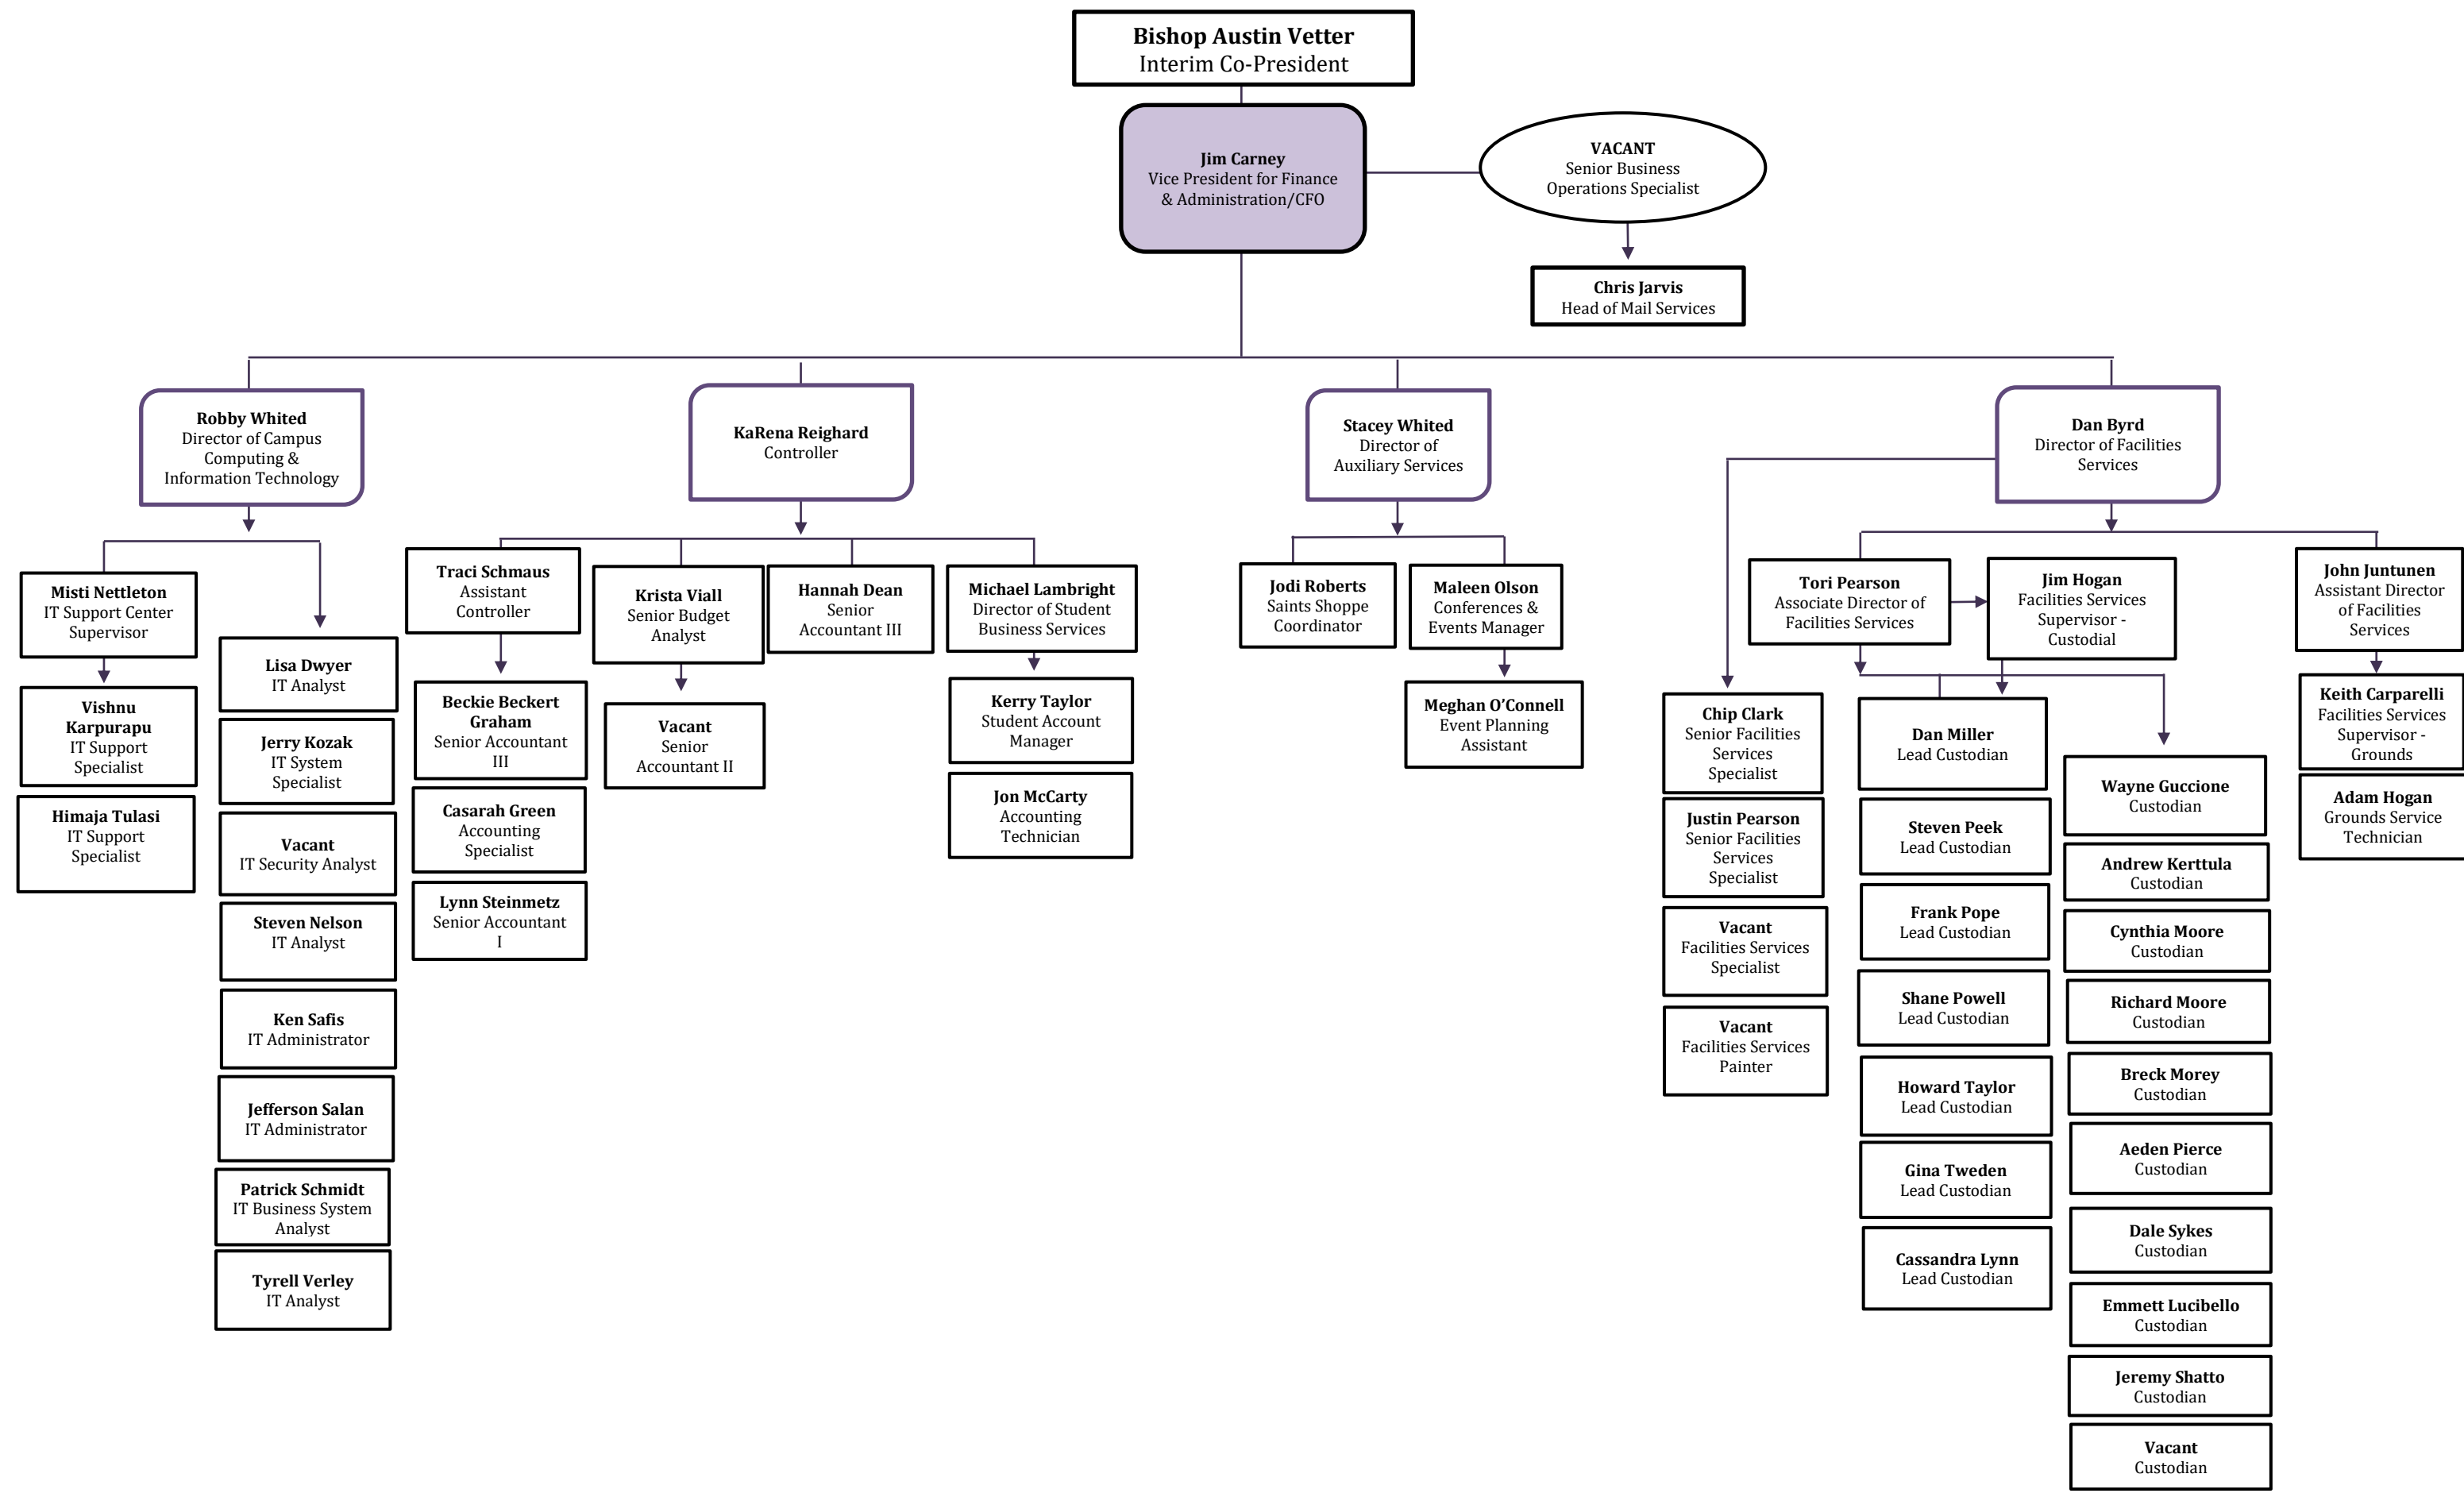 Bishop Austin Vetter
Interim Co-President
Jim Carney
Vice President for Finance
& Administration/CFO
VACANT
Senior Business
Operations Specialist
Chris Jarvis
Head of Mail Services
Robby Whited
Director of Campus
Computing &
Information Technology
KaRena Reighard
Controller
Stacey Whited
Director of
Auxiliary Services
Dan Byrd
Director of Facilities
Services
Misti Nettleton
IT Support Center
Supervisor
Vishnu
Karpurapu
IT Support
Specialist
Himaja Tulasi
IT Support
Specialist
Lisa Dwyer
IT Analyst
Jerry Kozak
IT System
Specialist
Vacant
IT Security Analyst
Steven Nelson
IT Analyst
Ken Safis
IT Administrator
Jefferson Salan
IT Administrator
Patrick Schmidt
IT Business System
Analyst
Tyrell Verley
IT Analyst
Traci Schmaus
Assistant
Controller
Beckie Beckert
Graham
Senior Accountant
III
Casarah Green
Accounting
Specialist
Lynn Steinmetz
Senior Accountant
I
Krista Viall
Senior Budget
Analyst
Vacant
Senior
Accountant II
Hannah Dean
Senior
Accountant III
Michael Lambright
Director of Student
Business Services
Kerry Taylor
Student Account
Manager
Jon McCarty
Accounting
Technician
Jodi Roberts
Saints Shoppe
Coordinator
Maleen Olson
Conferences &
Events Manager
Meghan O’Connell
Event Planning
Assistant
Chip Clark
Senior Facilities
Services
Specialist
Justin Pearson
Senior Facilities
Services
Specialist
Vacant
Facilities Services
Specialist
Vacant
Facilities Services
Painter
Tori Pearson
Associate Director of
Facilities Services
Jim Hogan
Facilities Services
Supervisor -
Custodial
Dan Miller
Lead Custodian
Steven Peek
Lead Custodian
Frank Pope
Lead Custodian
Shane Powell
Lead Custodian
Howard Taylor
Lead Custodian
Gina Tweden
Lead Custodian
Cassandra Lynn
Lead Custodian
Wayne Guccione
Custodian
Andrew Kerttula
Custodian
Cynthia Moore
Custodian
Richard Moore
Custodian
Breck Morey
Custodian
Aeden Pierce
Custodian
Dale Sykes
Custodian
Emmett Lucibello
Custodian
Jeremy Shatto
Custodian
Vacant
Custodian
John Juntunen
Assistant Director
of Facilities
Services
Keith Carparelli
Facilities Services
Supervisor -
Grounds
Adam Hogan
Grounds Service
Technician